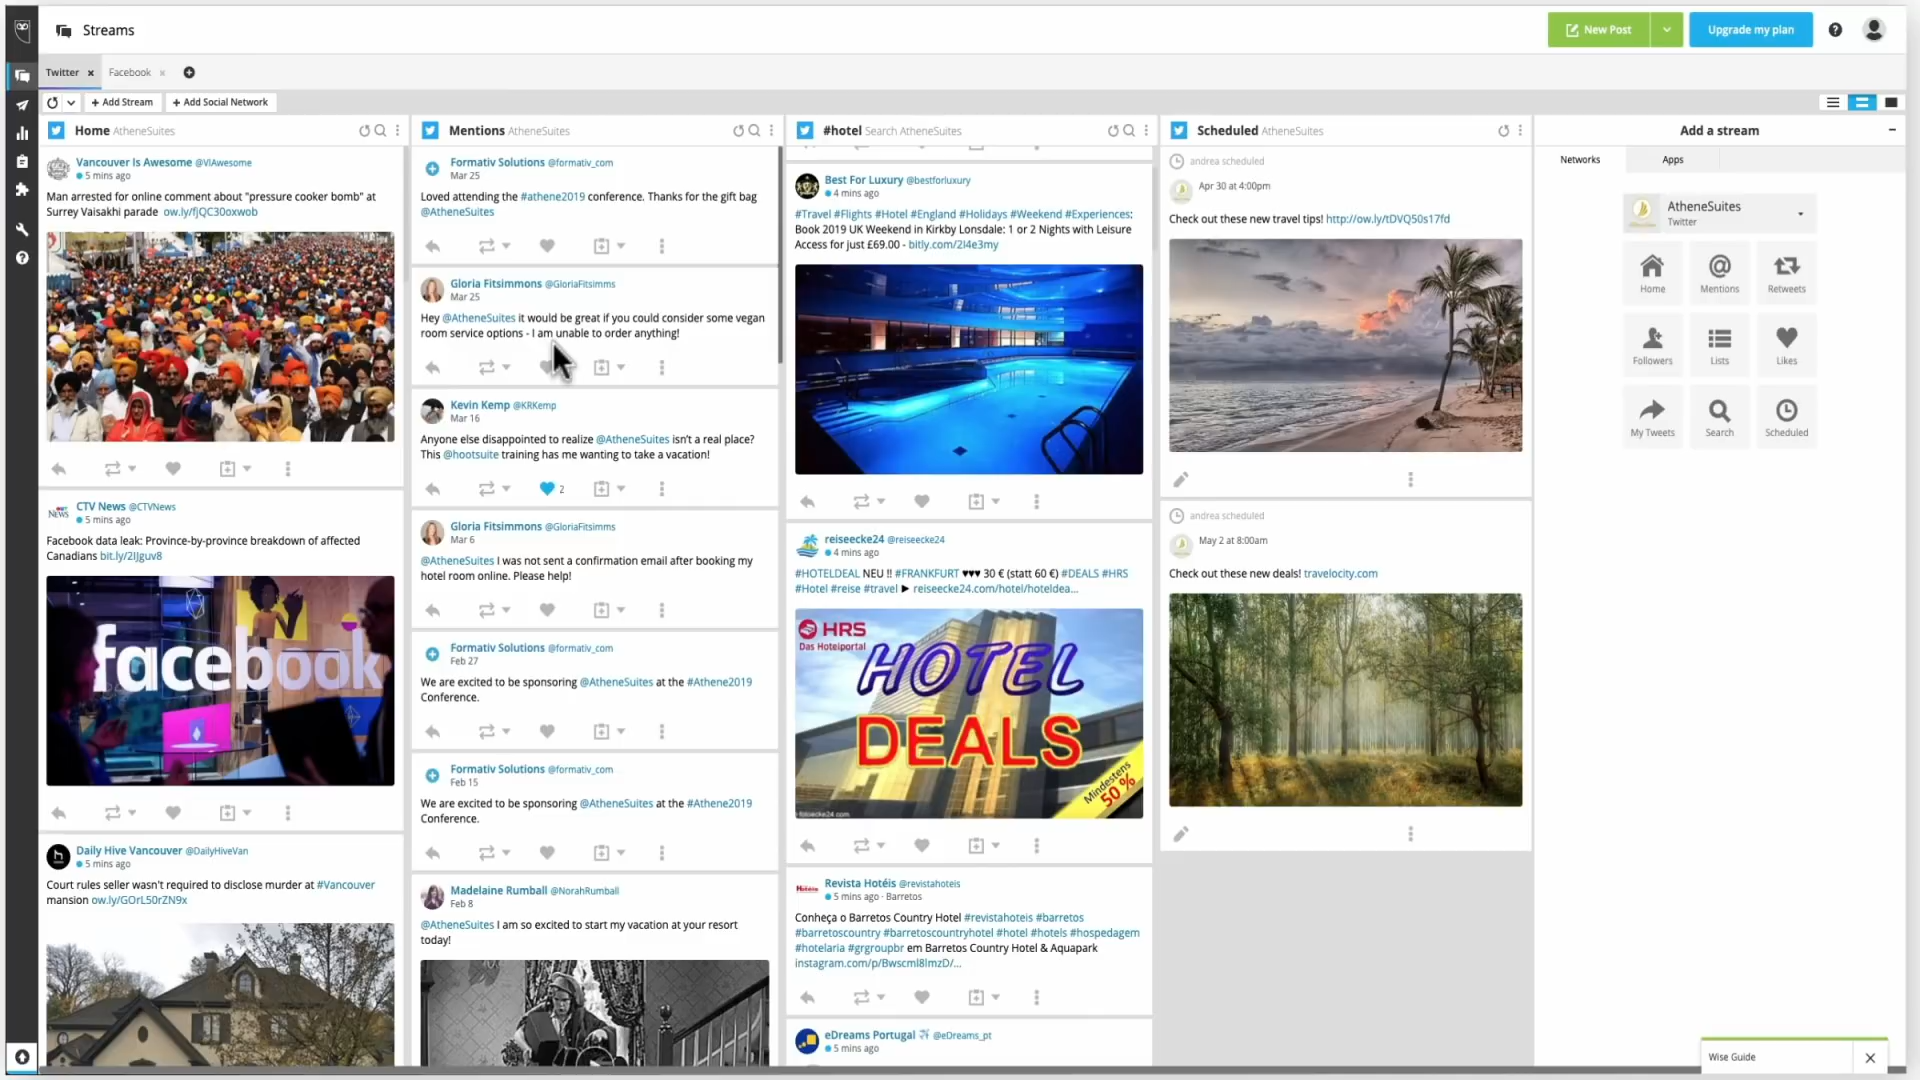 Streams
New Post
Upgrade my plan
Twitter
Facebook
Add Stream
Add Social Network
Home AtheneSuites
Vancouver Is Awesome @VIAwesome
5 mins ago
Man arrested for online comment about "pressure cooker bomb" at
Surrey Vaisakhi parade ow.ly/fjQC30oxwob
CTV News @CTVNews
5 mins ago
NEWS
Facebook data leak: Province-by-province breakdown of affected
Canadians bit.ly/2IJguv8
facebook
Daily Hive Vancouver @DailyHiveVan
5 mins ago
Court rules seller wasn't required to disclose murder at #Vancouver
mansion ow.ly/GOrL50rZN9x
Mentions AtheneSuites
Formativ Solutions @formativ_com
Mar 25
Loved attending the #athene2019 conference. Thanks for the gift bag
@AtheneSuites
Gloria Fitsimmons @GloriaFitsimms
Mar 25
Hey @AtheneSuites it would be great if you could consider some vegan
room service options - I am unable to order anything!
Kevin Kemp @KRKemp
Mar 16
Anyone else disappointed to realize @AtheneSuites isn't a real place?
This @hootsuite training has me wanting to take a vacation!
2
Gloria Fitsimmons @GloriaFitsimms
Mar 6
@AtheneSuites I was not sent a confirmation email after booking my
hotel room online. Please help!
Formativ Solutions @formativ_com
Feb 27
We are excited to be sponsoring @AtheneSuites at the #Athene2019
Conference.
Formativ Solutions @formativ_com
Feb 15
We are excited to be sponsoring @AtheneSuites at the #Athene2019
Conference.
Madelaine Rumball @NorahRumball
Feb 8
@AtheneSuites I am so excited to start my vacation at your resort
today!
#hotel Search AtheneSuites
Best For Luxury @bestforluxury
4 mins ago
#Travel #Flights #Hotel #England #Holidays #Weekend #Experiences:
Book 2019 UK Weekend in Kirkby Lonsdale: 1 or 2 Nights with Leisure
Access for just £69.00 - bitly.com/2I4e3my
reiseecke24 @reiseecke24
4 mins ago
#HOTELDEAL NEU !! #FRANKFURT ♥♥♥ 30 € (statt 60 €) #DEALS #HRS
#Hotel #reise #travel ► reiseecke24.com/hotel/hoteldea...
HRS
Das Hotelportal
HOTEL
DEALS
Mindestens
50 %
Revista Hotéis @revistahoteis
5 mins ago · Barretos
Conheça o Barretos Country Hotel #revistahoteis #barretos
#barretoscountry #barretoscountryhotel #hotel #hotels #hospedagem
#hotelaria #grgroupbr em Barretos Country Hotel & Aquapark
instagram.com/p/Bwscml8lmzD/...
eDreams Portugal @eDreams_pt
5 mins ago
Scheduled AtheneSuites
andrea scheduled
Apr 30 at 4:00pm
Check out these new travel tips! http://ow.ly/tDVQ50s17fd
andrea scheduled
May 2 at 8:00am
Check out these new deals! travelocity.com
Add a stream
Networks
Apps
AtheneSuites
Twitter
Home
Mentions
Retweets
Followers
Lists
Likes
My Tweets
Search
Scheduled
Wise Guide